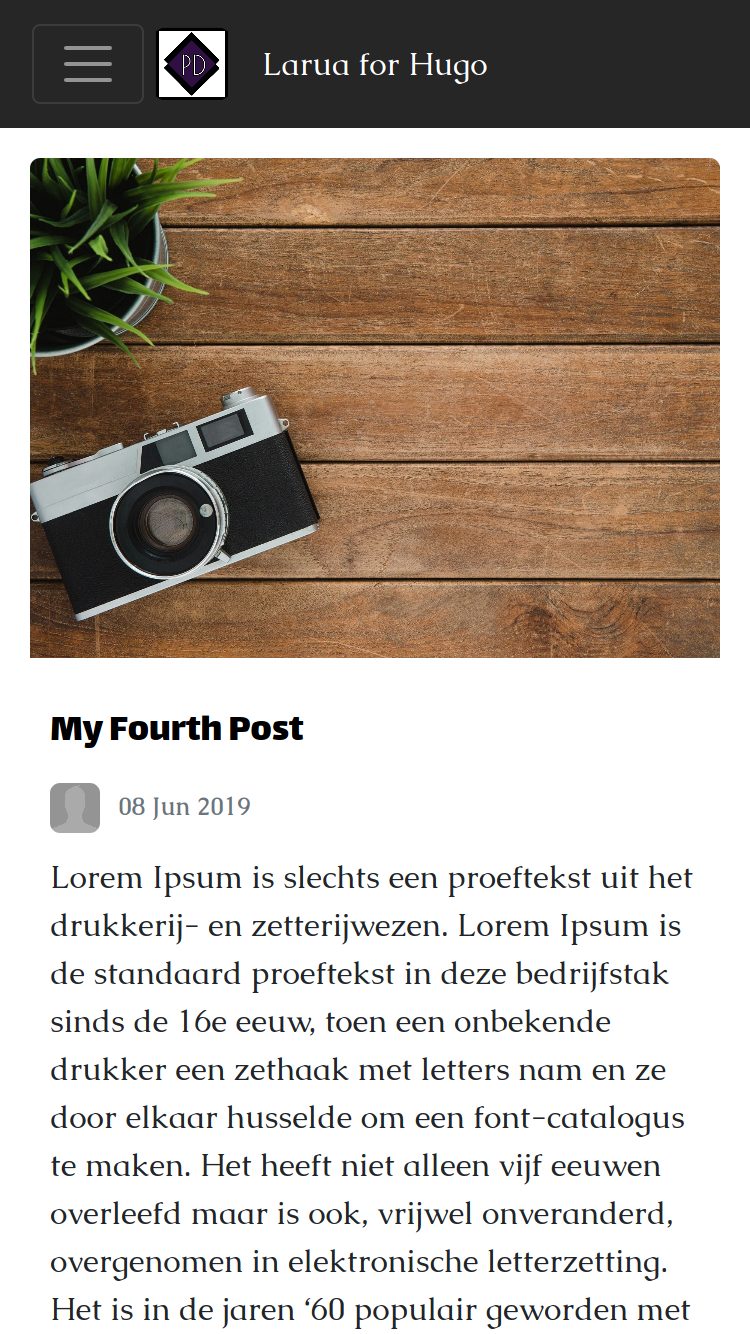 PD
Larua for Hugo
My Fourth Post
08 Jun 2019
Lorem Ipsum is slechts een proeftekst uit het
drukkerij- en zetterijwezen. Lorem Ipsum is
de standaard proeftekst in deze bedrijfstak
sinds de 16e eeuw, toen een onbekende
drukker een zethaak met letters nam en ze
door elkaar husselde om een font-catalogus
te maken. Het heeft niet alleen vijf eeuwen
overleefd maar is ook, vrijwel onveranderd,
overgenomen in elektronische letterzetting.
Het is in de jaren ‘60 populair geworden met